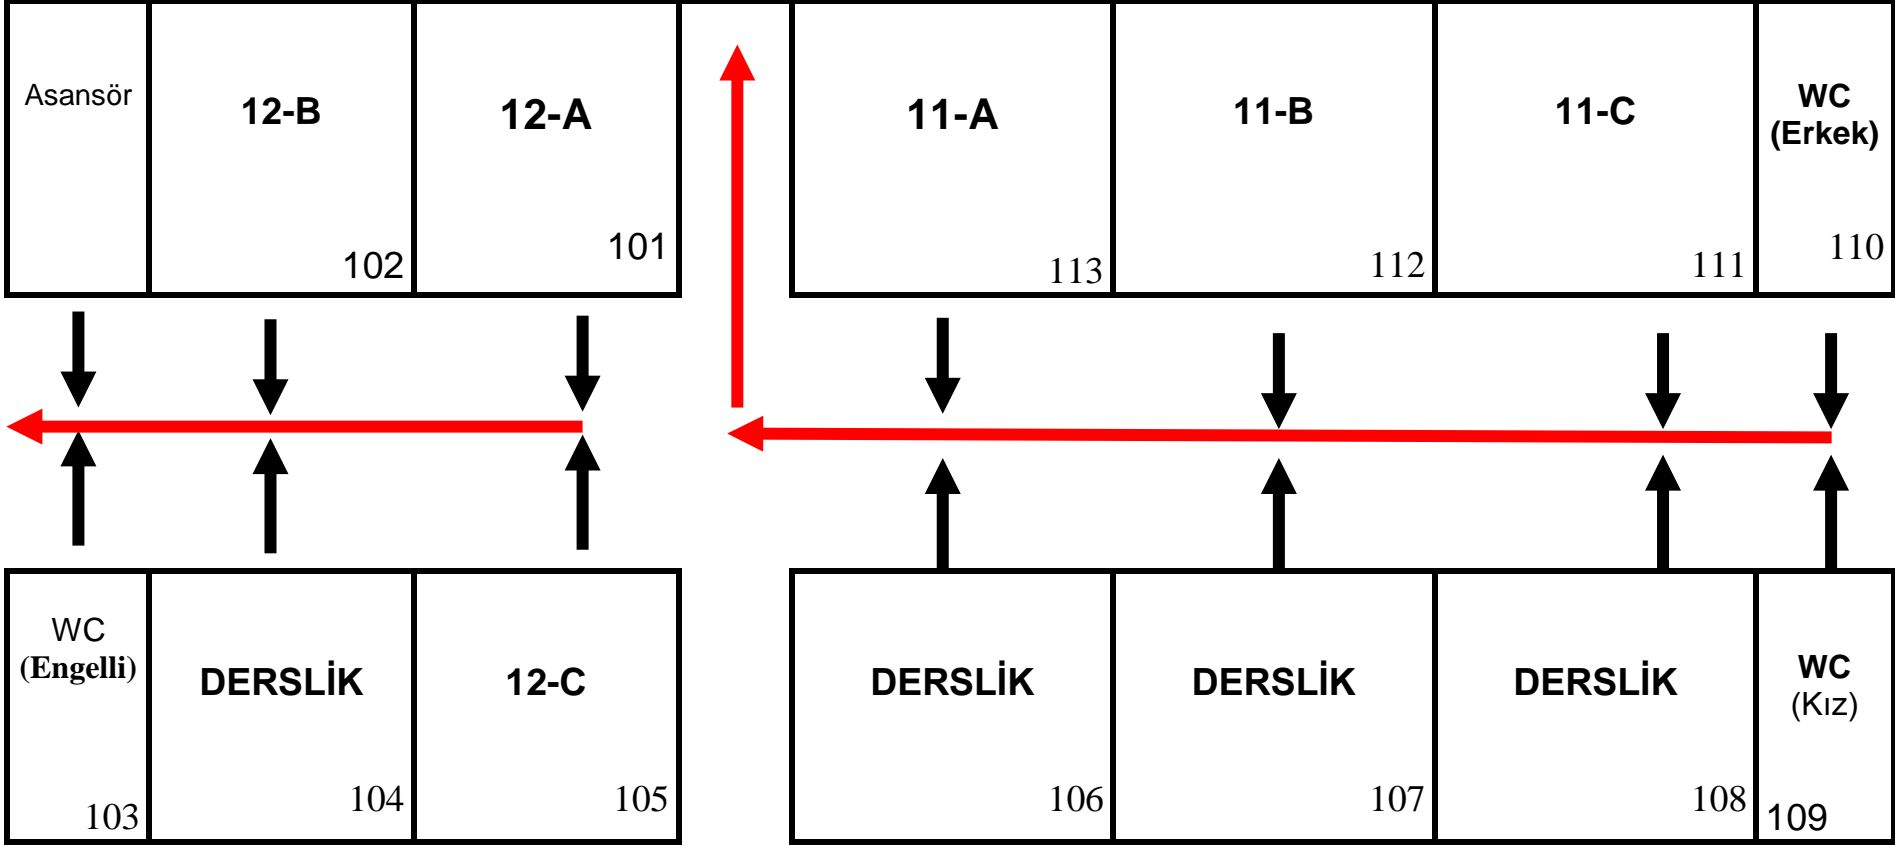 Asansör
12-B
102
12-A
101
11-A
113
11-B
112
11-C
111
WC
(Erkek)
110
WC
(Engelli)
103
DERSLİK
104
12-C
105
DERSLİK
106
DERSLİK
107
DERSLİK
108
WC
(Kız)
109